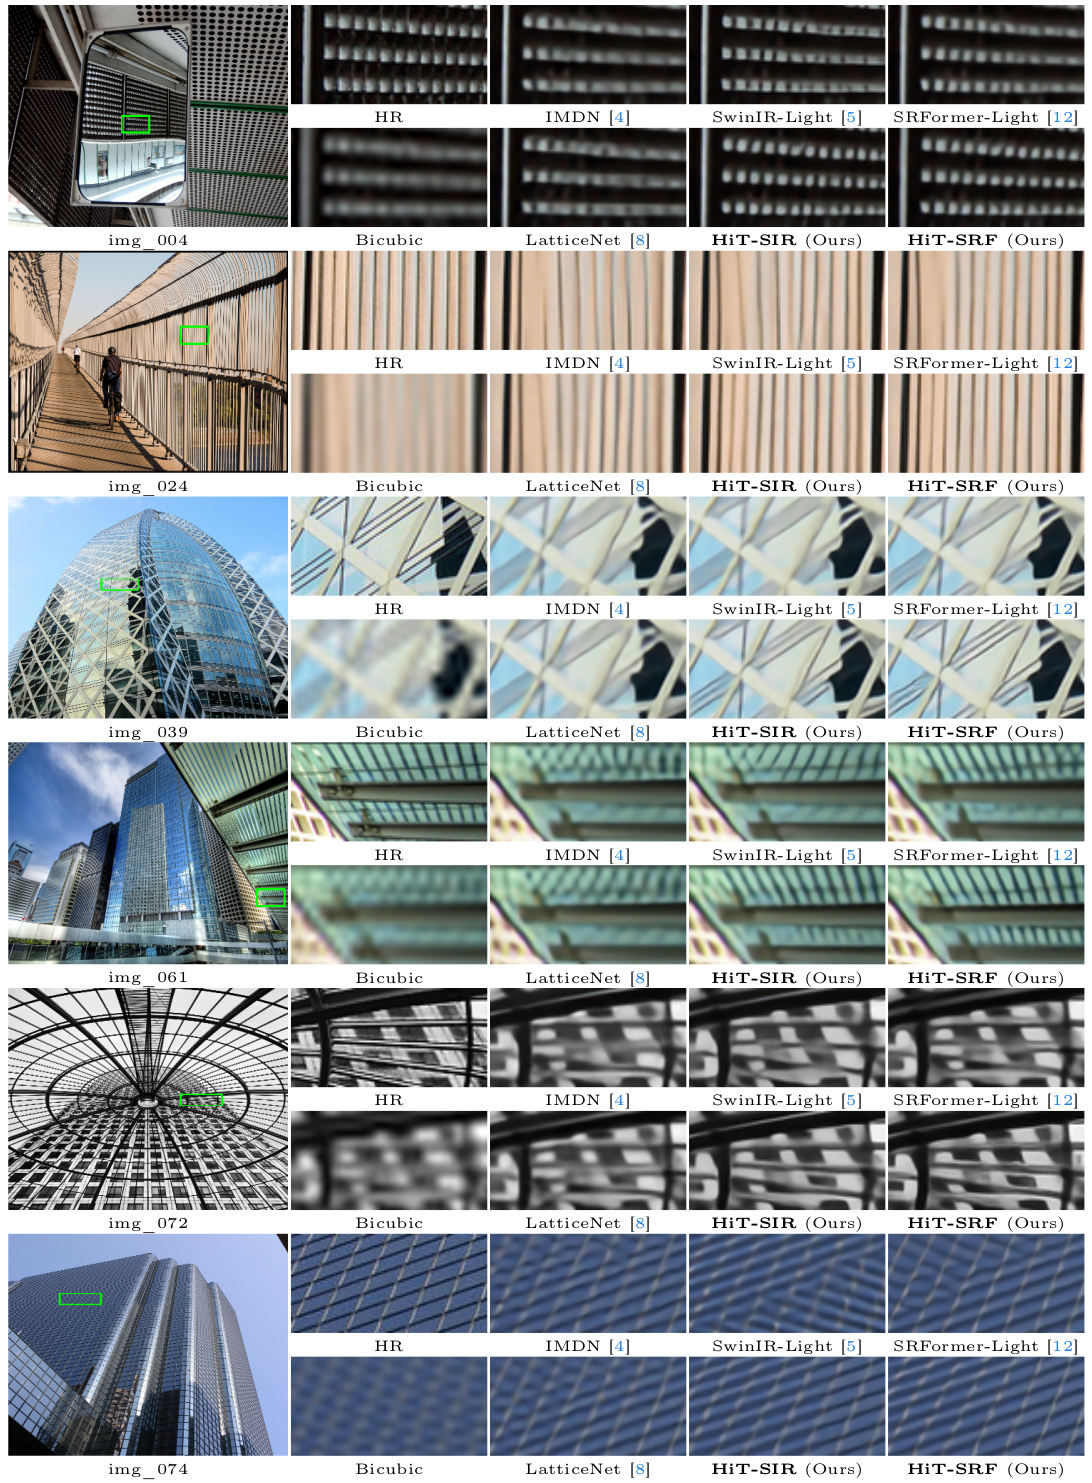 HR IMDN [4] SwinIR-Light [5] SRFormer-Light [12]
img_004 Bicubic LatticeNet [8] HiT-SIR (Ours) HiT-SRF (Ours)
HR IMDN [4] SwinIR-Light [5] SRFormer-Light [12]
img_024 Bicubic LatticeNet [8] HiT-SIR (Ours) HiT-SRF (Ours)
HR IMDN [4] SwinIR-Light [5] SRFormer-Light [12]
img_039 Bicubic LatticeNet [8] HiT-SIR (Ours) HiT-SRF (Ours)
HR IMDN [4] SwinIR-Light [5] SRFormer-Light [12]
img_061 Bicubic LatticeNet [8] HiT-SIR (Ours) HiT-SRF (Ours)
HR IMDN [4] SwinIR-Light [5] SRFormer-Light [12]
img_072 Bicubic LatticeNet [8] HiT-SIR (Ours) HiT-SRF (Ours)
HR IMDN [4] SwinIR-Light [5] SRFormer-Light [12]
img_074 Bicubic LatticeNet [8] HiT-SIR (Ours) HiT-SRF (Ours)